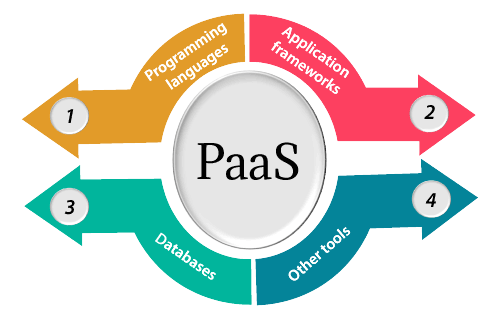 Programming
languages
Application
frameworks
1
2
PaaS
3
4
Databases
Other tools